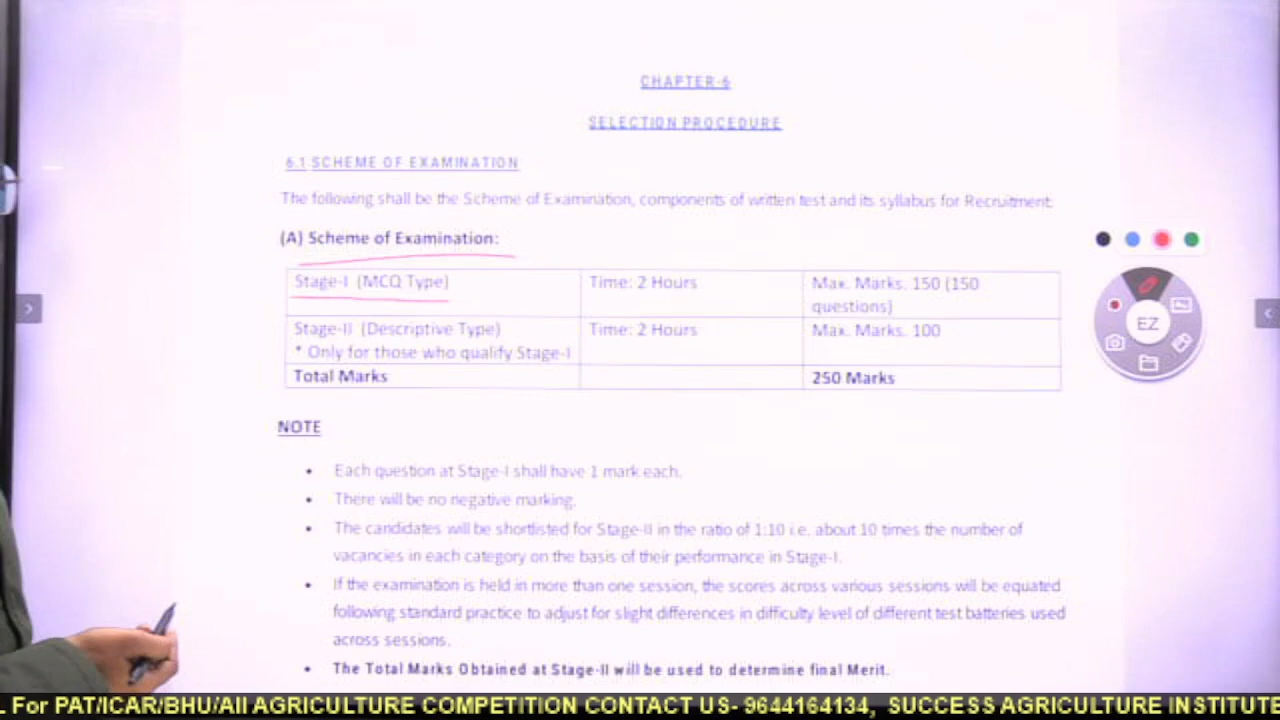 CHAPTER-6
SELECTION PROCEDURE
6.1 SCHEME OF EXAMINATION
The following shall be the Scheme of Examination, components of written test and its syllabus for Recruitment:
(A) Scheme of Examination:
Stage-I (MCQ Type) Time: 2 Hours Max. Marks. 150 (150
questions)
Stage-II (Descriptive Type) Time: 2 Hours Max. Marks. 100
* Only for those who qualify Stage-I
Total Marks 250 Marks
EZ
NOTE
• Each question at Stage-I shall have 1 mark each.
• There will be no negative marking.
• The candidates will be shortlisted for Stage-II in the ratio of 1:10 i.e. about 10 times the number of
vacancies in each category on the basis of their performance in Stage-I.
• If the examination is held in more than one session, the scores across various sessions will be equated
following standard practice to adjust for slight differences in difficulty level of different test batteries used
across sessions.
• The Total Marks Obtained at Stage-II will be used to determine final Merit.
L For PAT/ICAR/BHU/All AGRICULTURE COMPETITION CONTACT US- 9644164134, SUCCESS AGRICULTURE INSTITUTE